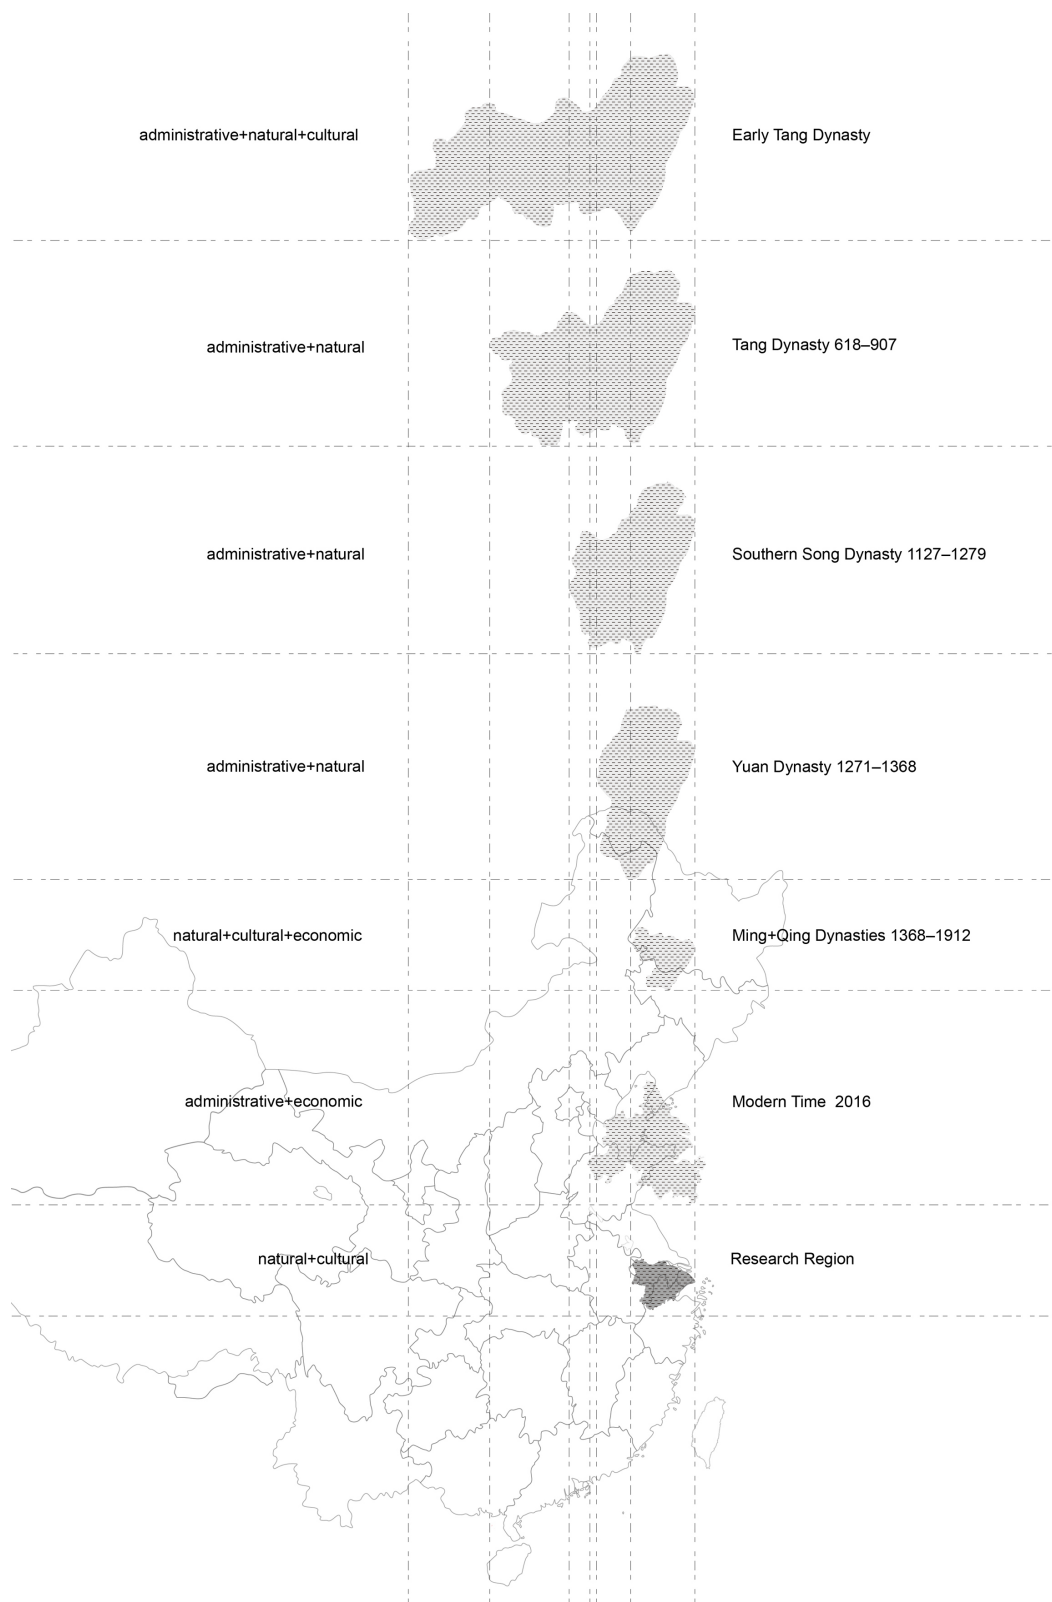 administrative+natural+cultural Early Tang Dynasty
administrative+natural Tang Dynasty 618–907
administrative+natural Southern Song Dynasty 1127–1279
administrative+natural Yuan Dynasty 1271–1368
natural+cultural+economic Ming+Qing Dynasties 1368–1912
administrative+economic Modern Time 2016
natural+cultural Research Region